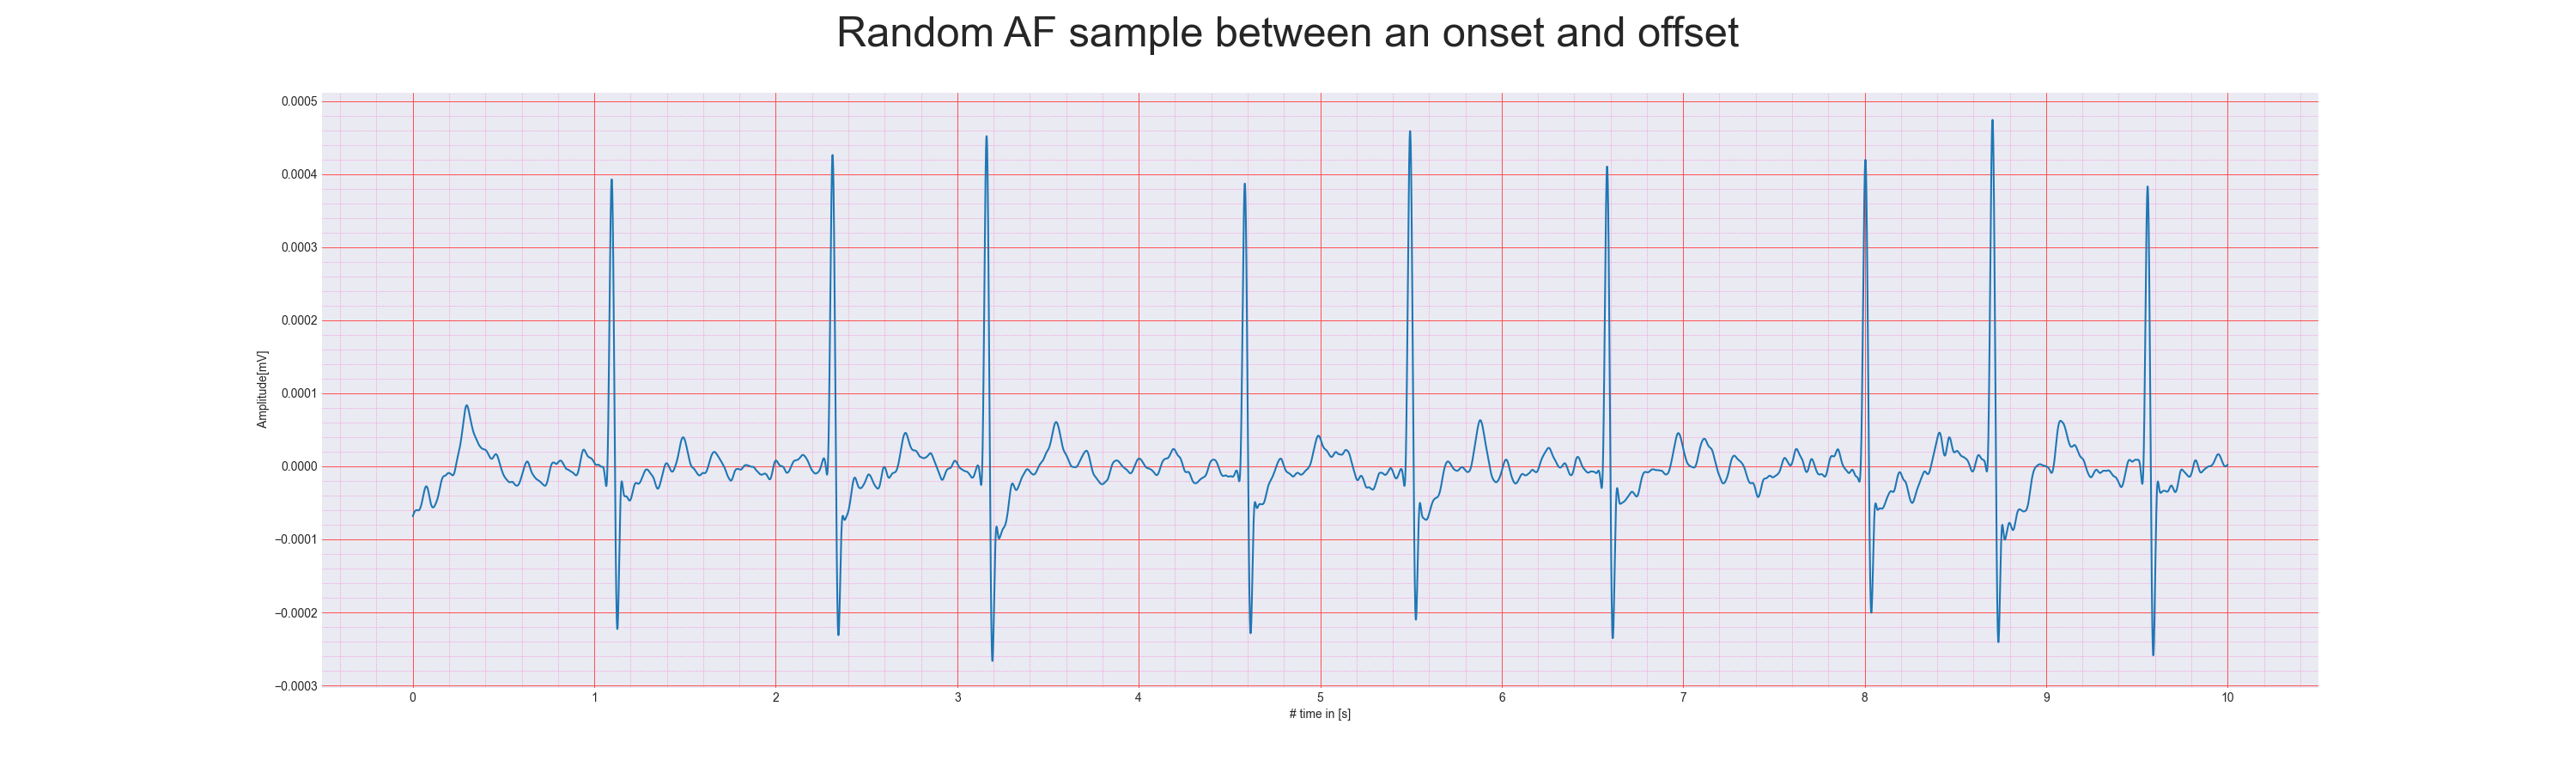 Random AF sample between an onset and offset
0.0005
0.0004
0.0003
0.0002
0.0001
0.0000
−0.0001
−0.0002
−0.0003
Amplitude[mV]
0 1 2 3 4 5 6 7 8 9 10
# time in [s]